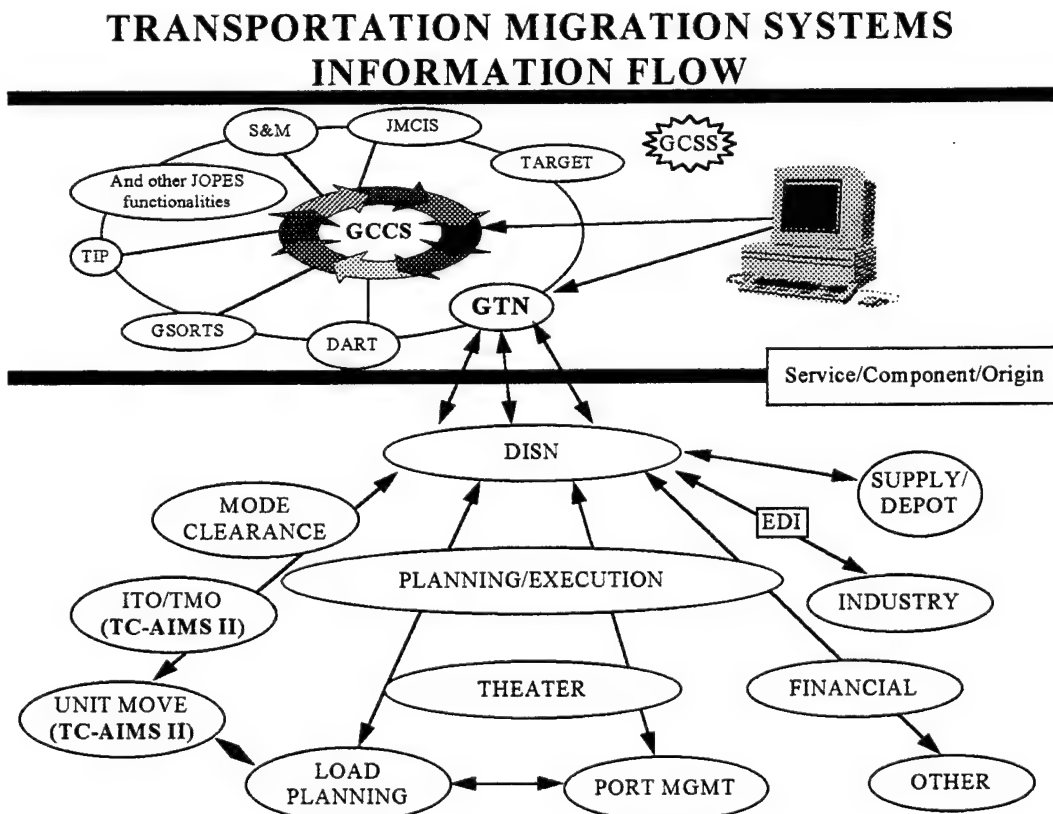 TRANSPORTATION MIGRATION SYSTEMS
INFORMATION FLOW
S&M
JMCIS
GCSS
TARGET
And other JOPES
functionalities
GCCS
TIP
GTN
GSORTS
DART
Service/Component/Origin
DISN
SUPPLY/
DEPOT
MODE
CLEARANCE
EDI
PLANNING/EXECUTION
ITO/TMO
(TC-AIMS II)
INDUSTRY
THEATER
FINANCIAL
UNIT MOVE
(TC-AIMS II)
LOAD
PLANNING
PORT MGMT
OTHER